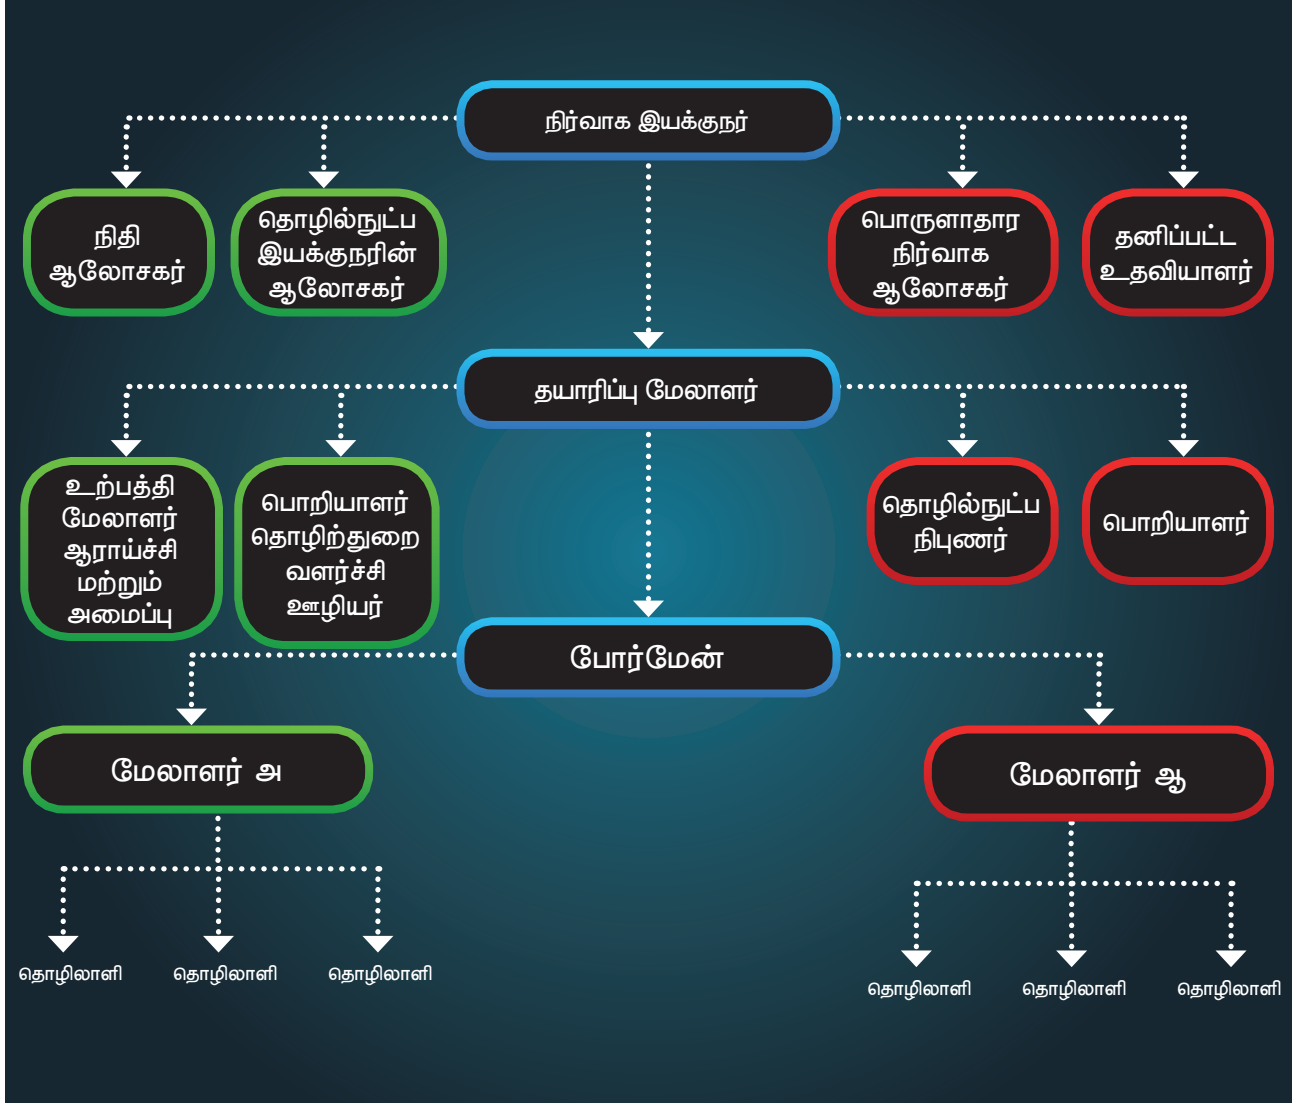 நிர்வாக இயக்குநர்
நிதி
ஆலோசகர்
தொழில்நுட்ப
இயக்குநரின்
ஆலோசகர்
பொருளாதார
நிர்வாக
ஆலோசகர்
தனிப்பட்ட
உதவியாளர்
தயாரிப்பு மேலாளர்
உற்பத்தி
மேலாளர்
ஆராய்ச்சி
மற்றும்
அமைப்பு
பொறியாளர்
தொழிற்துறை
வளர்ச்சி
ஊழியர்
தொழில்நுட்ப
நிபுணர்
பொறியாளர்
போர்மேன்
மேலாளர் அ
மேலாளர் ஆ
தொழிலாளி
தொழிலாளி
தொழிலாளி
தொழிலாளி
தொழிலாளி
தொழிலாளி